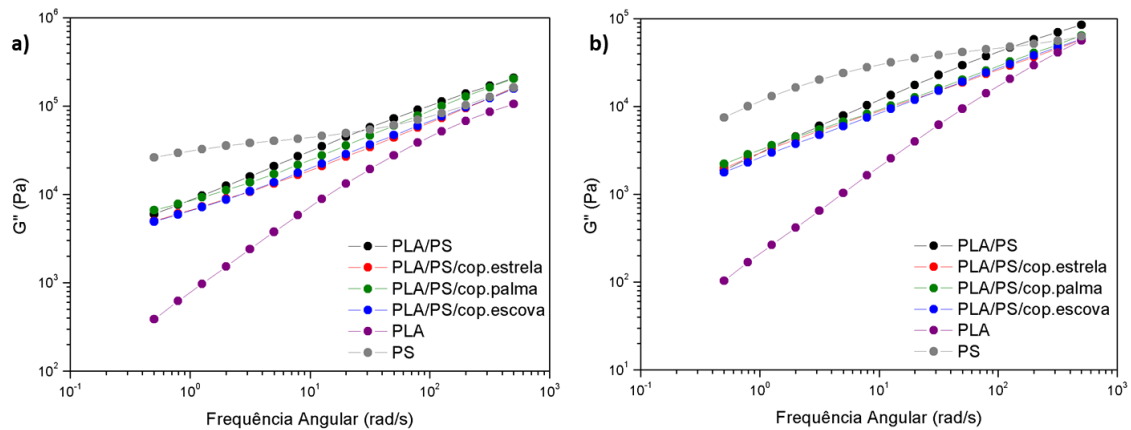 a)
G" (Pa)
10^6
10^5
10^4
10^3
10^2
10^-1
10^0
10^1
10^2
10^3
Frequência Angular (rad/s)
PLA/PS
PLA/PS/cop.estrela
PLA/PS/cop.palma
PLA/PS/cop.escova
PLA
PS
b)
G" (Pa)
10^5
10^4
10^3
10^2
10^1
10^-1
10^0
10^1
10^2
10^3
Frequência Angular (rad/s)
PLA/PS
PLA/PS/cop.estrela
PLA/PS/cop.palma
PLA/PS/cop.escova
PLA
PS